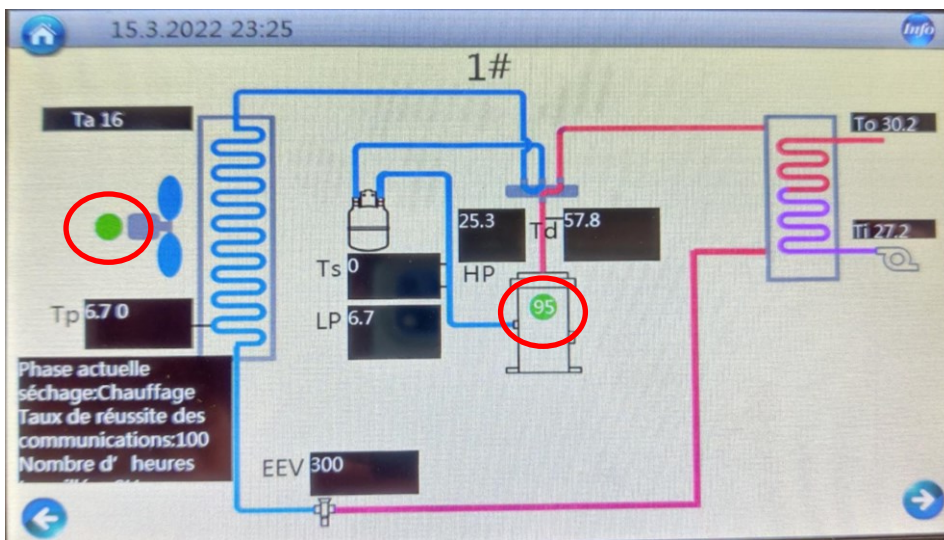 15.3.2022 23:25
Info
1#
Ta 16
To 30.2
25.3
Td 57.8
Ti 27.2
Ts 0
HP
95
Tp 6.7 0
LP 6.7
Phase actuelle
séchage:Chauffage
Taux de réussite des
communications:100
Nombre d' heures
EEV 300